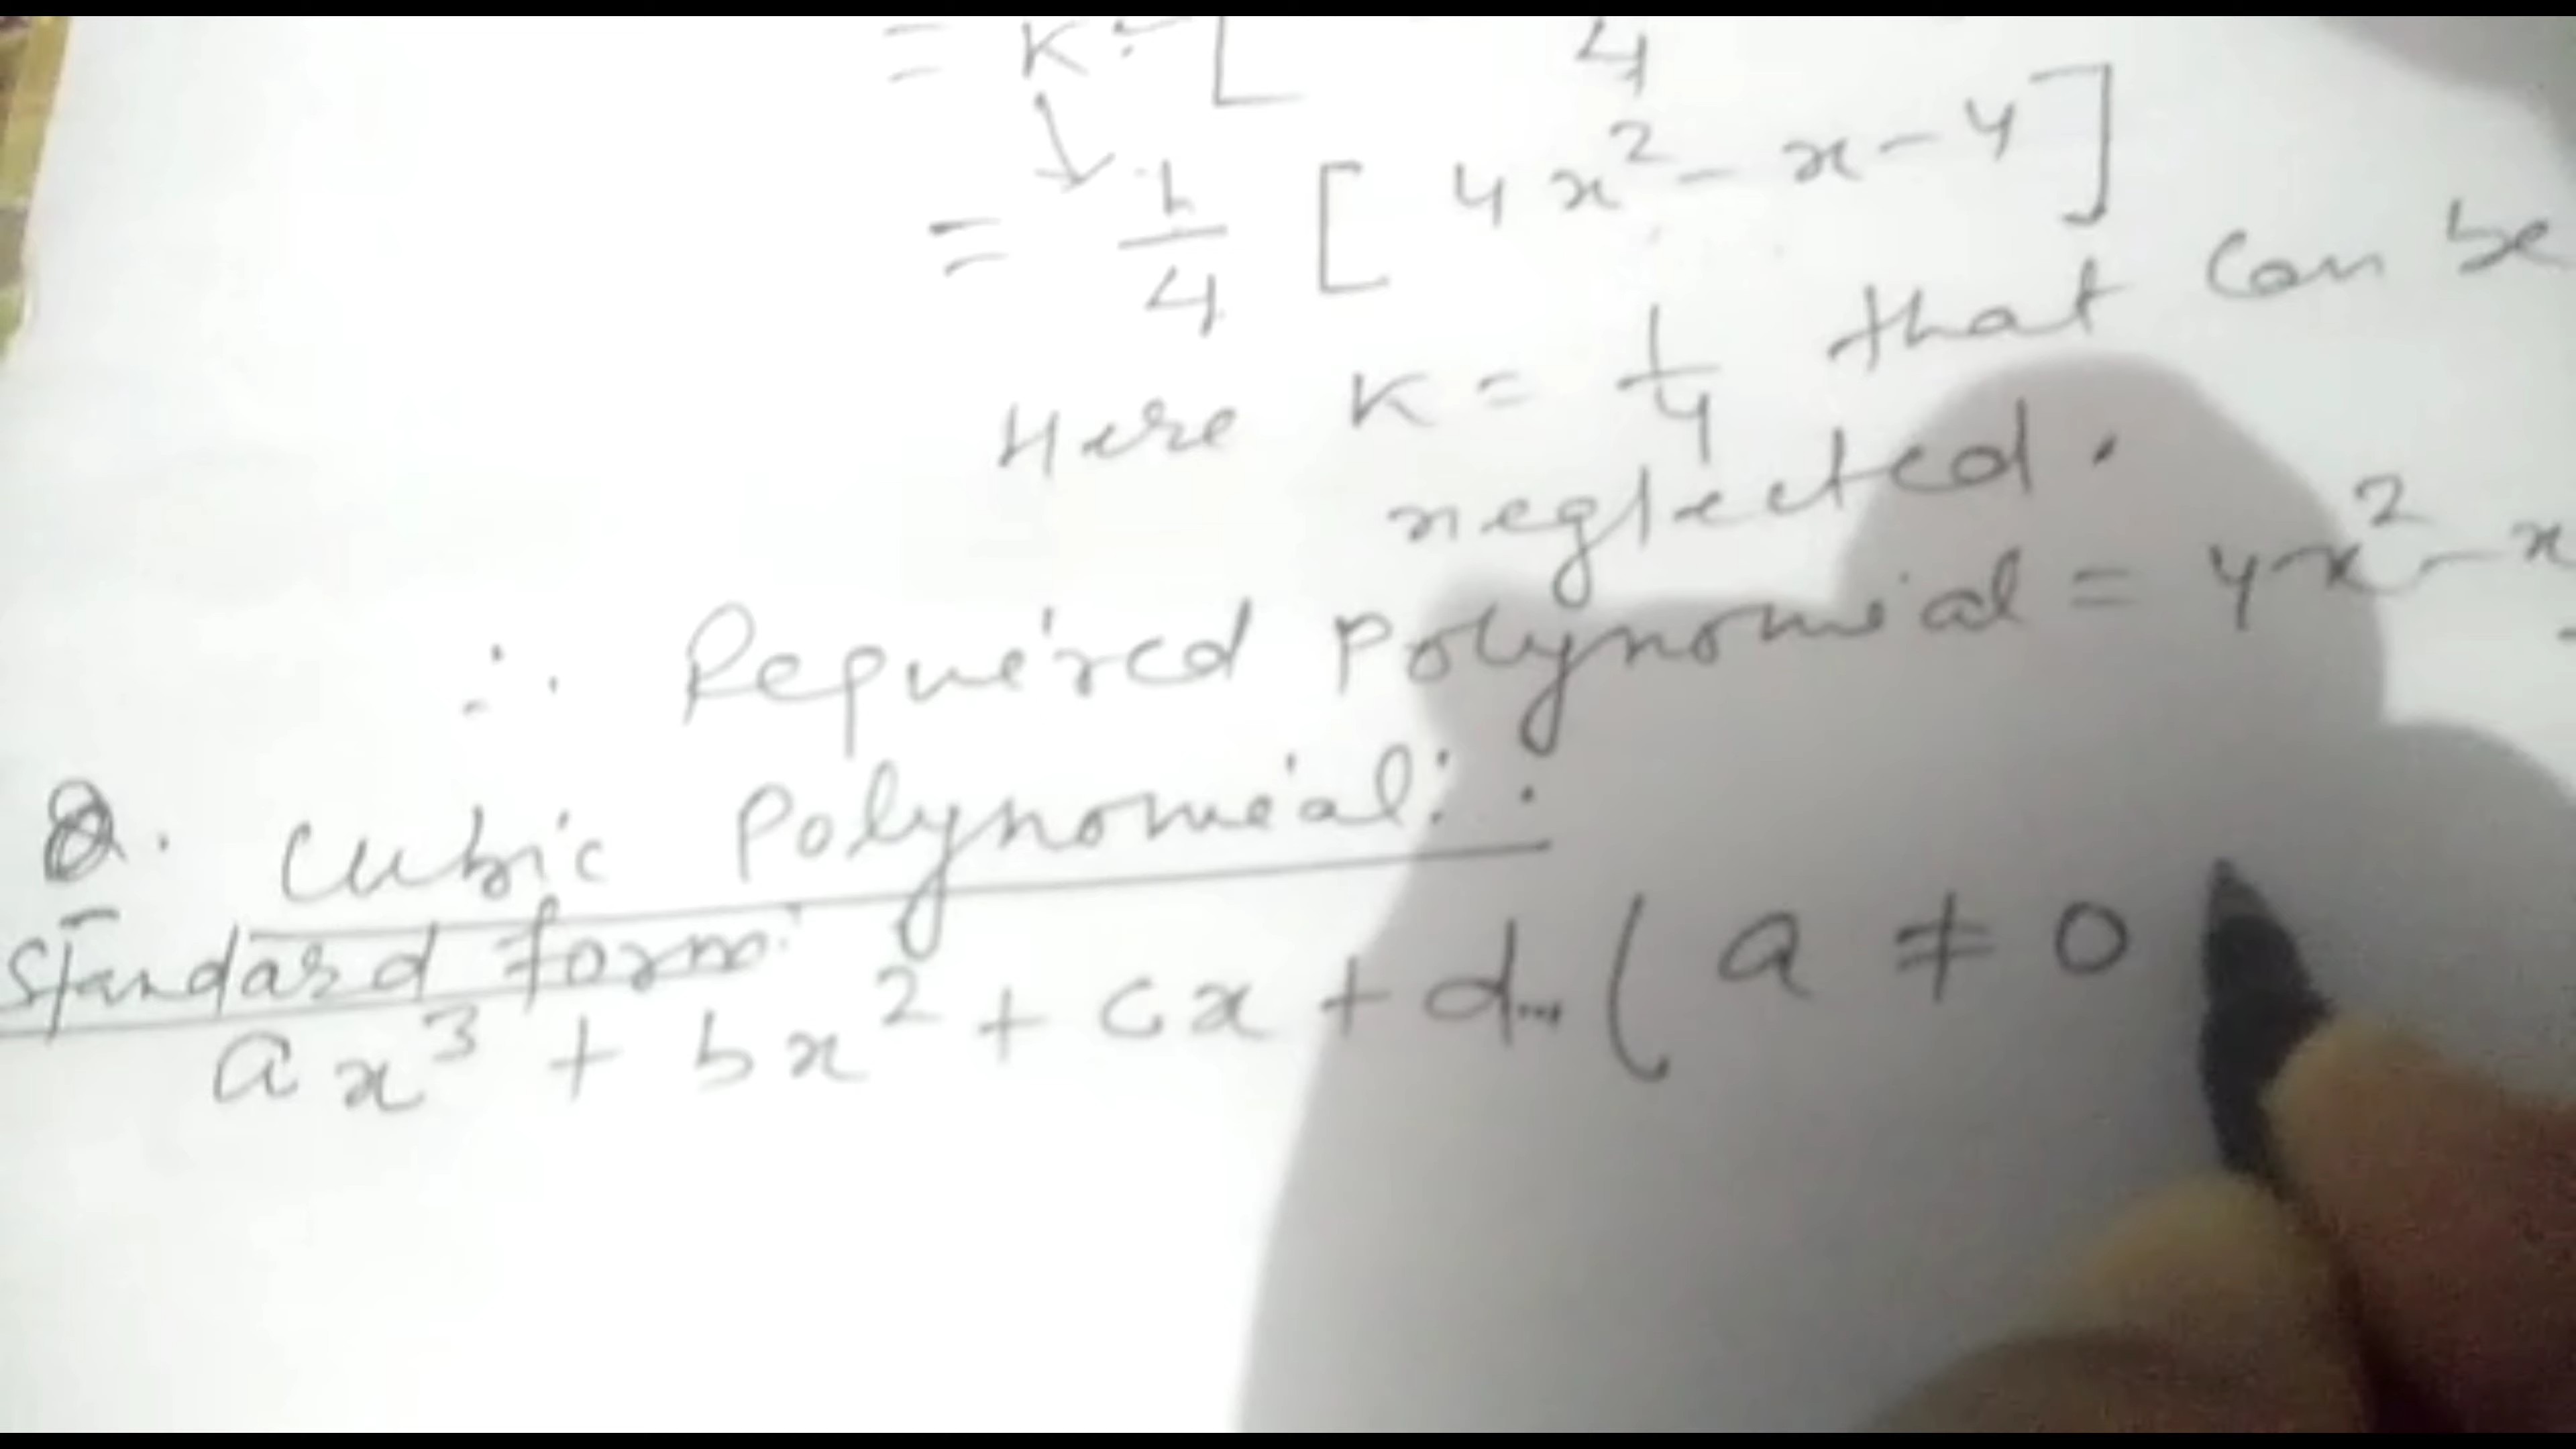 = K · [ 4
= 1/4 [ 4x² - x - 4 ]
Here K = 1/4 that can be
neglected.
∴ Required Polynomial = 4x² - x
Q. Cubic Polynomial :
Standard form
ax³ + bx² + cx + d... ( a ≠ 0